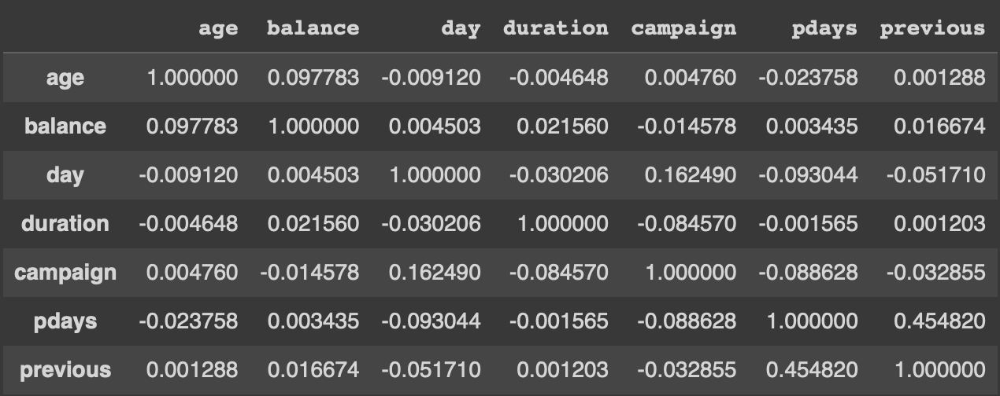 age balance day duration campaign pdays previous
age 1.000000 0.097783 -0.009120 -0.004648 0.004760 -0.023758 0.001288
balance 0.097783 1.000000 0.004503 0.021560 -0.014578 0.003435 0.016674
day -0.009120 0.004503 1.000000 -0.030206 0.162490 -0.093044 -0.051710
duration -0.004648 0.021560 -0.030206 1.000000 -0.084570 -0.001565 0.001203
campaign 0.004760 -0.014578 0.162490 -0.084570 1.000000 -0.088628 -0.032855
pdays -0.023758 0.003435 -0.093044 -0.001565 -0.088628 1.000000 0.454820
previous 0.001288 0.016674 -0.051710 0.001203 -0.032855 0.454820 1.000000